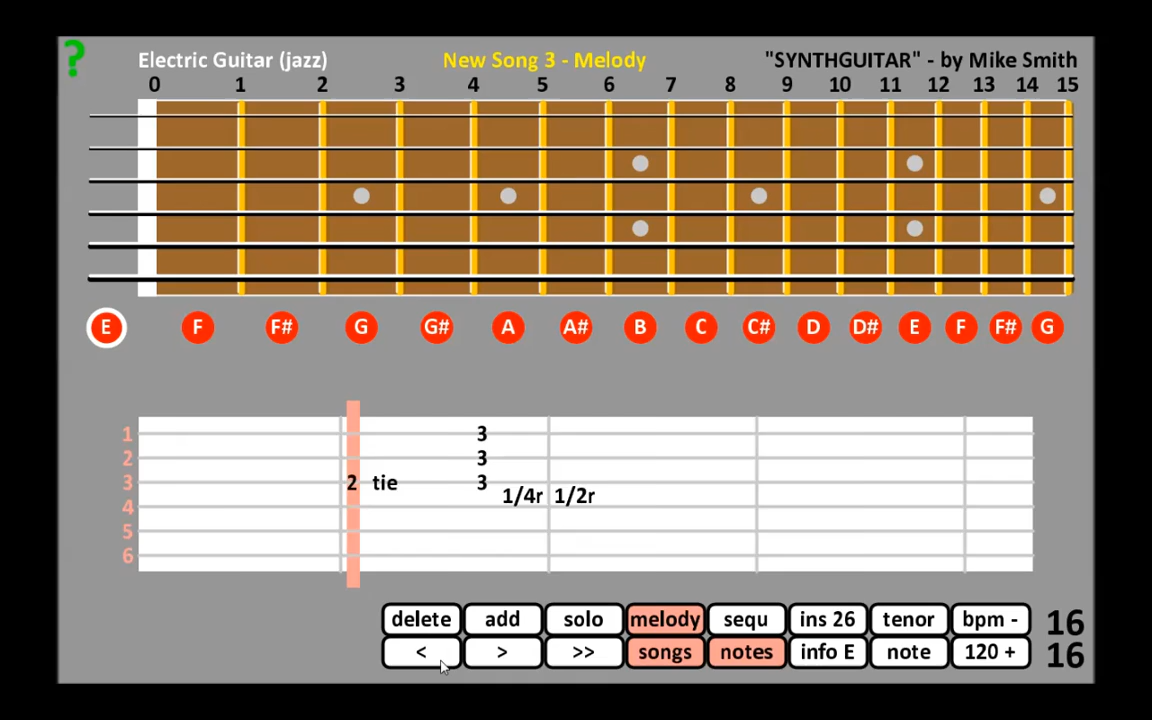 ?
Electric Guitar (jazz) New Song 3 - Melody "SYNTHGUITAR" - by Mike Smith
0 1 2 3 4 5 6 7 8 9 10 11 12 13 14 15
E F F# G G# A A# B C C# D D# E F F# G
1 3
2 3
3 2 tie 3
1/4r 1/2r
4
5
6
delete add solo melody sequ ins 26 tenor bpm - 16
< > >> songs notes info E note 120 + 16